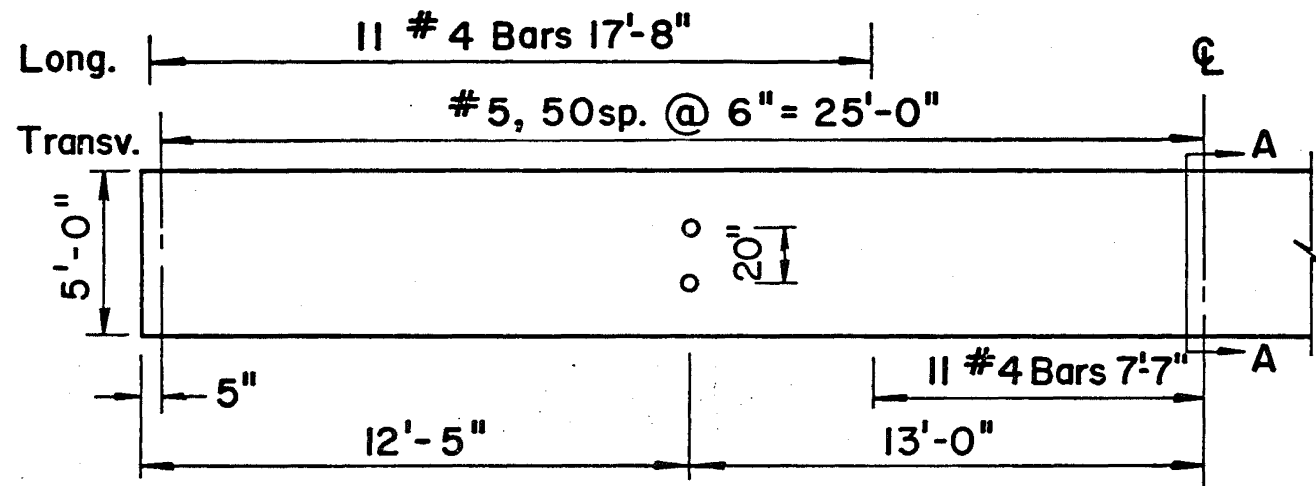 11 #4 Bars 17'-8"
Long.
℄
#5, 50sp. @ 6" = 25'-0"
Transv.
A
5'-0"
20"
A
11 #4 Bars 7'-7"
5"
12'-5"
13'-0"